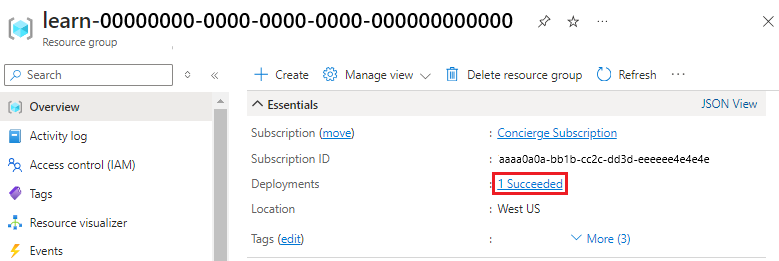 learn-00000000-0000-0000-0000-000000000000
Resource group
Search
Overview
Activity log
Access control (IAM)
Tags
Resource visualizer
Events
Create Manage view Delete resource group Refresh
Essentials JSON View
Subscription (move) : Concierge Subscription
Subscription ID : aaaa0a0a-bb1b-cc2c-dd3d-eeeeee4e4e4e
Deployments : 1 Succeeded
Location : West US
Tags (edit) : More (3)